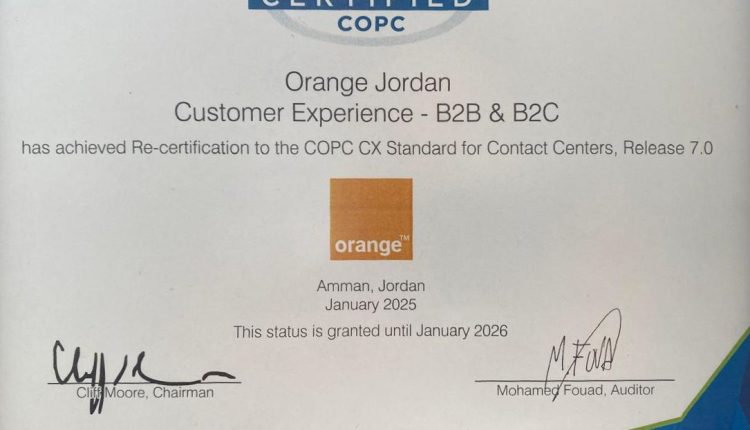 CERTIFIED
COPC
Orange Jordan
Customer Experience - B2B & B2C
has achieved Re-certification to the COPC CX Standard for Contact Centers, Release 7.0
orange™
Amman, Jordan
January 2025
This status is granted until January 2026
M. Fouad
Cliff Moore, Chairman
Mohamed Fouad, Auditor